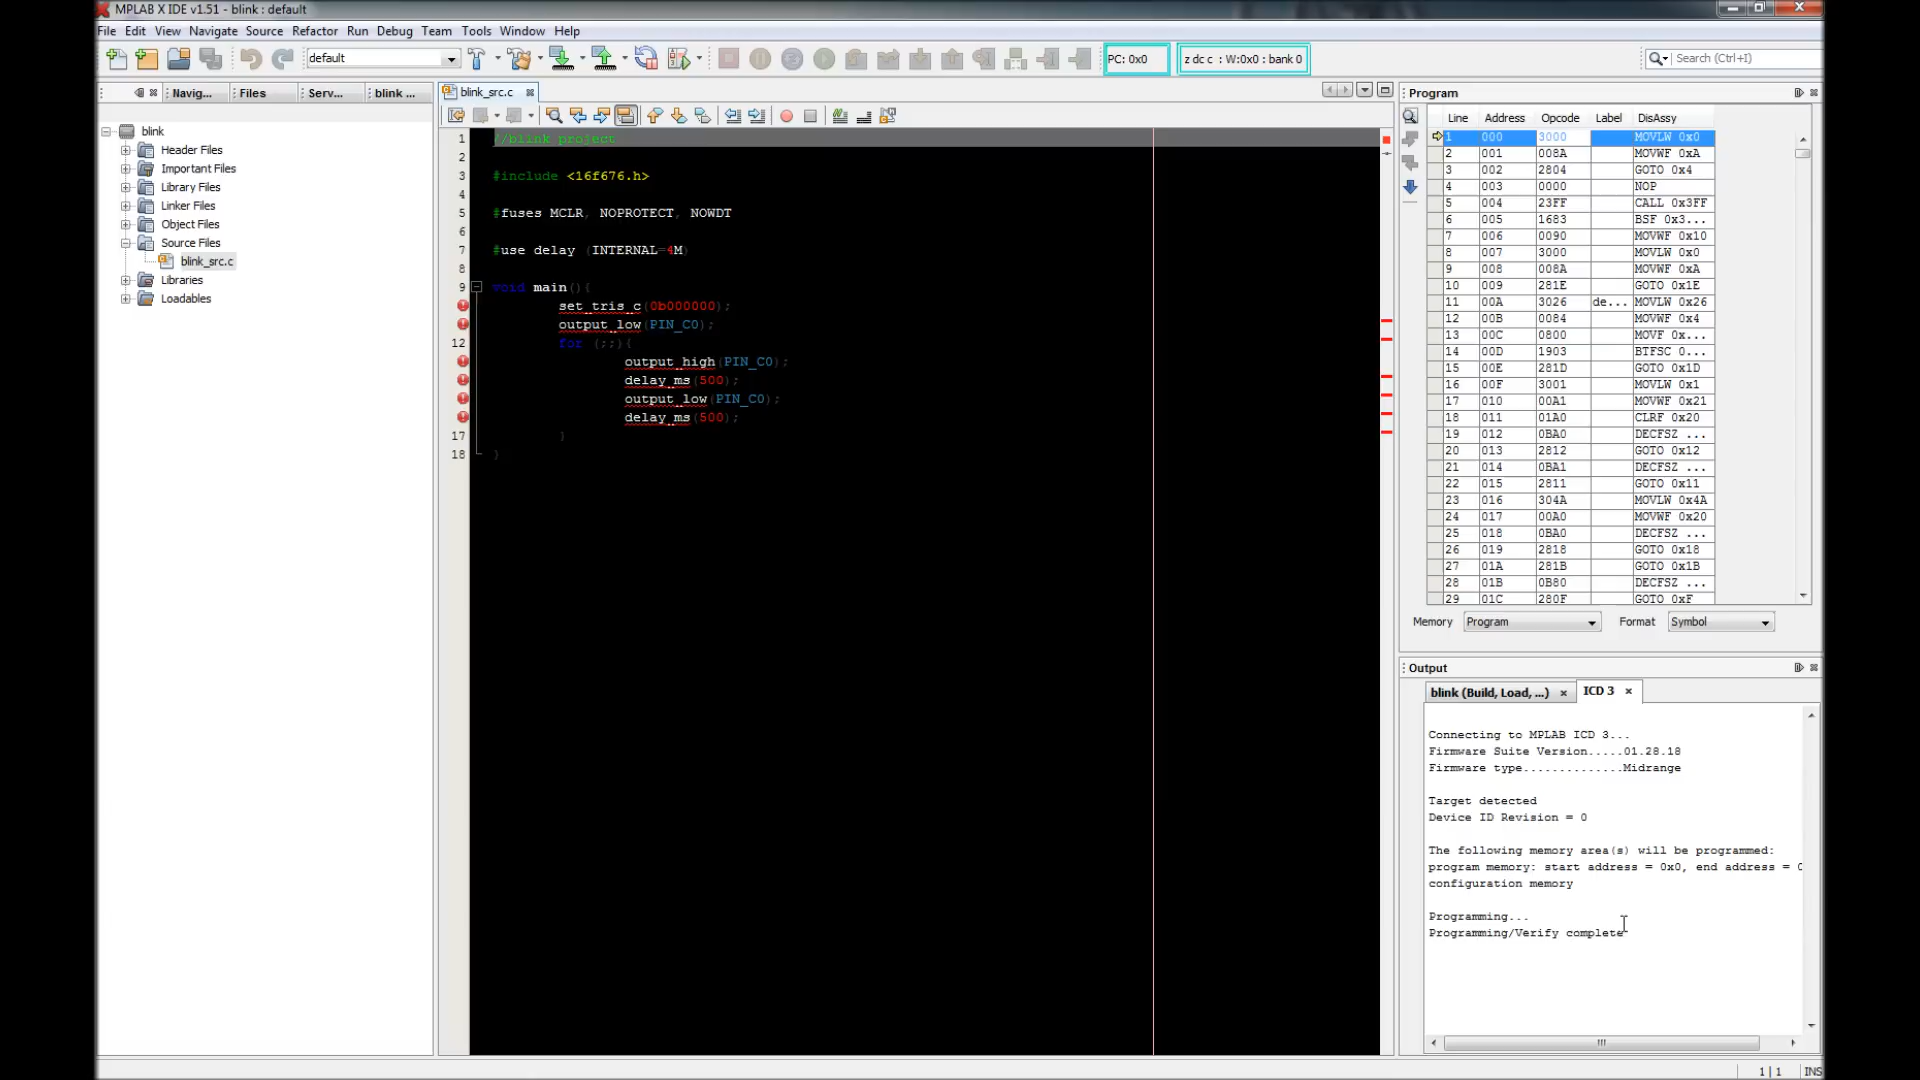 MPLAB X IDE v1.51 - blink : default
File Edit View Navigate Source Refactor Run Debug Team Tools Window Help
default
PC: 0x0
z dc c : W:0x0 : bank 0
Search (Ctrl+I)
Navig...
Files
Serv...
blink ...
blink
Header Files
Important Files
Library Files
Linker Files
Object Files
Source Files
blink_src.c
Libraries
Loadables
blink_src.c
1 //blink project
2
3 #include <16f676.h>
4
5 #fuses MCLR, NOPROTECT, NOWDT
6
7 #use delay (INTERNAL=4M)
8
9 void main(){
set_tris_c(0b000000);
output_low(PIN_C0);
12 for (;;){
output_high(PIN_C0);
delay_ms(500);
output_low(PIN_C0);
delay_ms(500);
17 }
18 }
Program
Line Address Opcode Label DisAssy
1 000 3000 MOVLW 0x0
2 001 008A MOVWF 0xA
3 002 2804 GOTO 0x4
4 003 0000 NOP
5 004 23FF CALL 0x3FF
6 005 1683 BSF 0x3...
7 006 0090 MOVWF 0x10
8 007 3000 MOVLW 0x0
9 008 008A MOVWF 0xA
10 009 281E GOTO 0x1E
11 00A 3026 de... MOVLW 0x26
12 00B 0084 MOVWF 0x4
13 00C 0800 MOVF 0x...
14 00D 1903 BTFSC 0...
15 00E 281D GOTO 0x1D
16 00F 3001 MOVLW 0x1
17 010 00A1 MOVWF 0x21
18 011 01A0 CLRF 0x20
19 012 0BA0 DECFSZ ...
20 013 2812 GOTO 0x12
21 014 0BA1 DECFSZ ...
22 015 2811 GOTO 0x11
23 016 304A MOVLW 0x4A
24 017 00A0 MOVWF 0x20
25 018 0BA0 DECFSZ ...
26 019 2818 GOTO 0x18
27 01A 281B GOTO 0x1B
28 01B 0B80 DECFSZ ...
29 01C 280F GOTO 0xF
Memory Program Format Symbol
Output
blink (Build, Load, ...)
ICD 3
Connecting to MPLAB ICD 3...
Firmware Suite Version.....01.28.18
Firmware type..............Midrange
Target detected
Device ID Revision = 0
The following memory area(s) will be programmed:
program memory: start address = 0x0, end address = 0
configuration memory
Programming...
Programming/Verify complete
1 | 1 INS